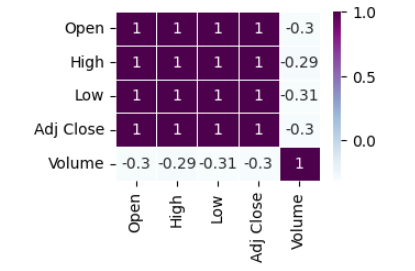 Open 1 1 1 1 -0.3
High 1 1 1 1 -0.29
Low 1 1 1 1 -0.31
Adj Close 1 1 1 1 -0.3
Volume -0.3 -0.29 -0.31 -0.3 1
Open High Low Adj Close Volume
1.0
0.5
0.0